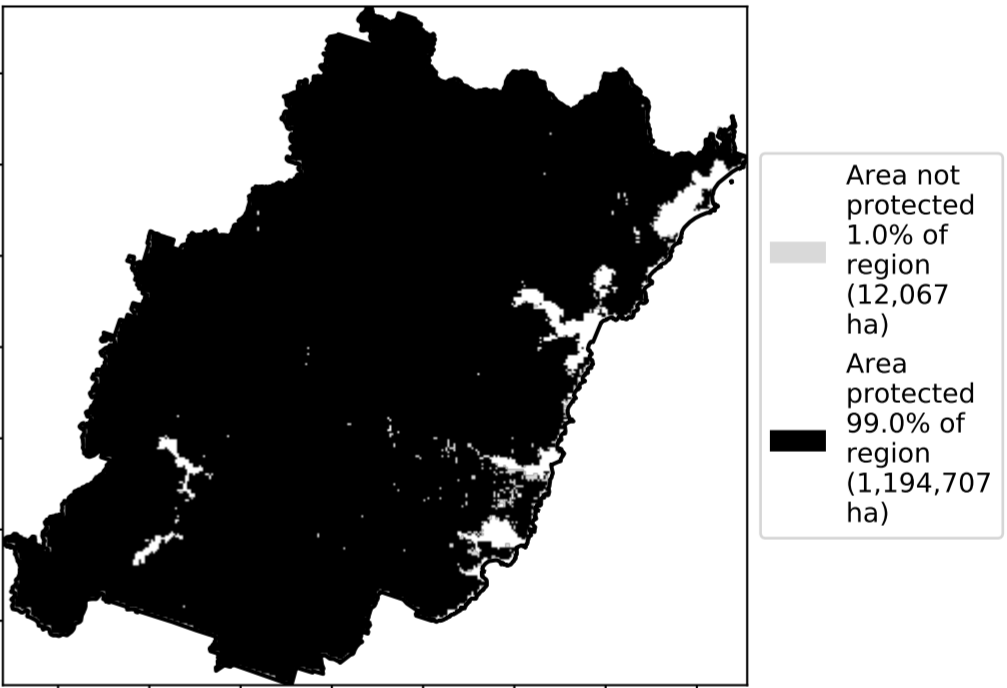 Area not
protected
1.0% of
region
(12,067
ha)
Area
protected
99.0% of
region
(1,194,707
ha)